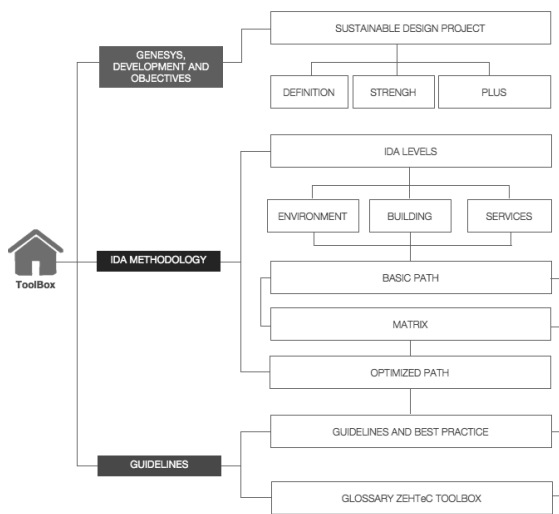 SUSTAINABLE DESIGN PROJECT
GENESYS,
DEVELOPMENT AND
OBJECTIVES
DEFINITION
STRENGH
PLUS
IDA LEVELS
ENVIRONMENT
BUILDING
SERVICES
IDA METHODOLOGY
ToolBox
BASIC PATH
MATRIX
OPTIMIZED PATH
GUIDELINES AND BEST PRACTICE
GUIDELINES
GLOSSARY ZEHTeC TOOLBOX